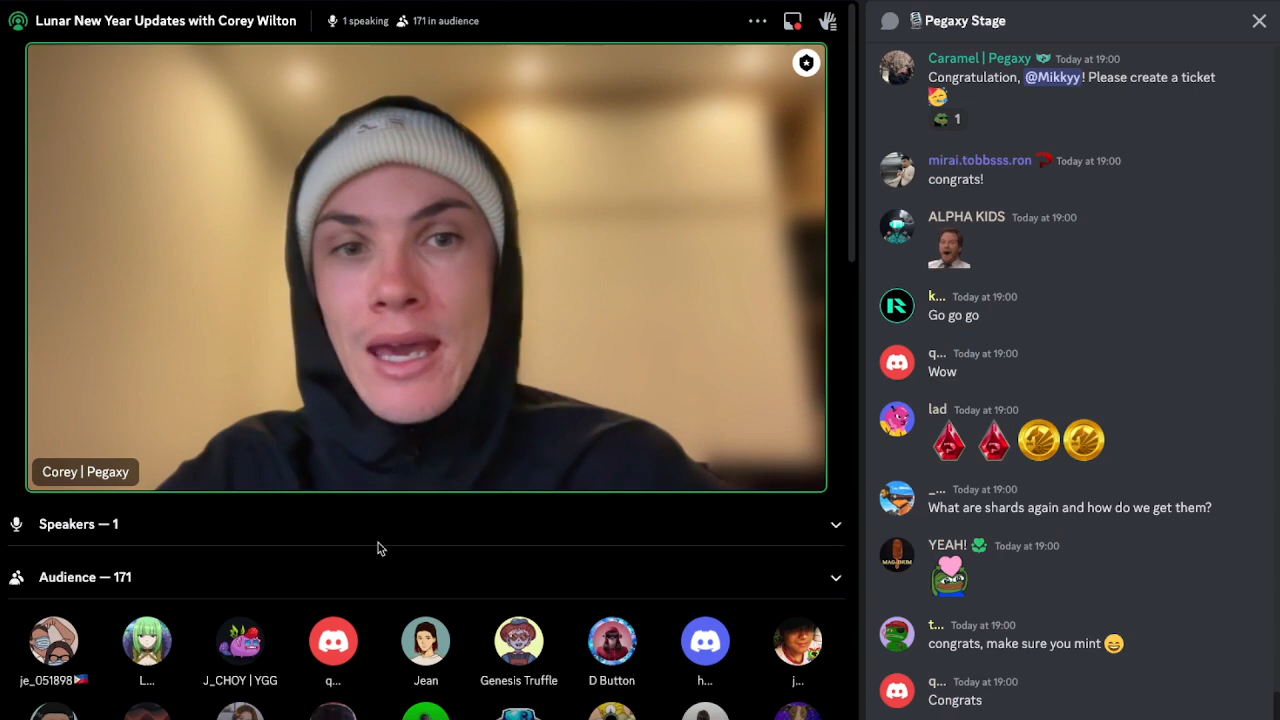 Lunar New Year Updates with Corey Wilton
1 speaking
171 in audience
Corey | Pegaxy
Speakers — 1
Audience — 171
je_051898🇵🇭
L...
J_CHOY | YGG
q...
Jean
Genesis Truffle
D Button
h...
j...
Pegaxy Stage
Caramel | Pegaxy Today at 19:00
Congratulation, @Mikkyy! Please create a ticket
🥳
1
mirai.tobbsss.ron Today at 19:00
congrats!
ALPHA KIDS Today at 19:00
k... Today at 19:00
Go go go
q... Today at 19:00
Wow
lad Today at 19:00
_... Today at 19:00
What are shards again and how do we get them?
YEAH! Today at 19:00
t... Today at 19:00
congrats, make sure you mint 😄
q... Today at 19:00
Congrats